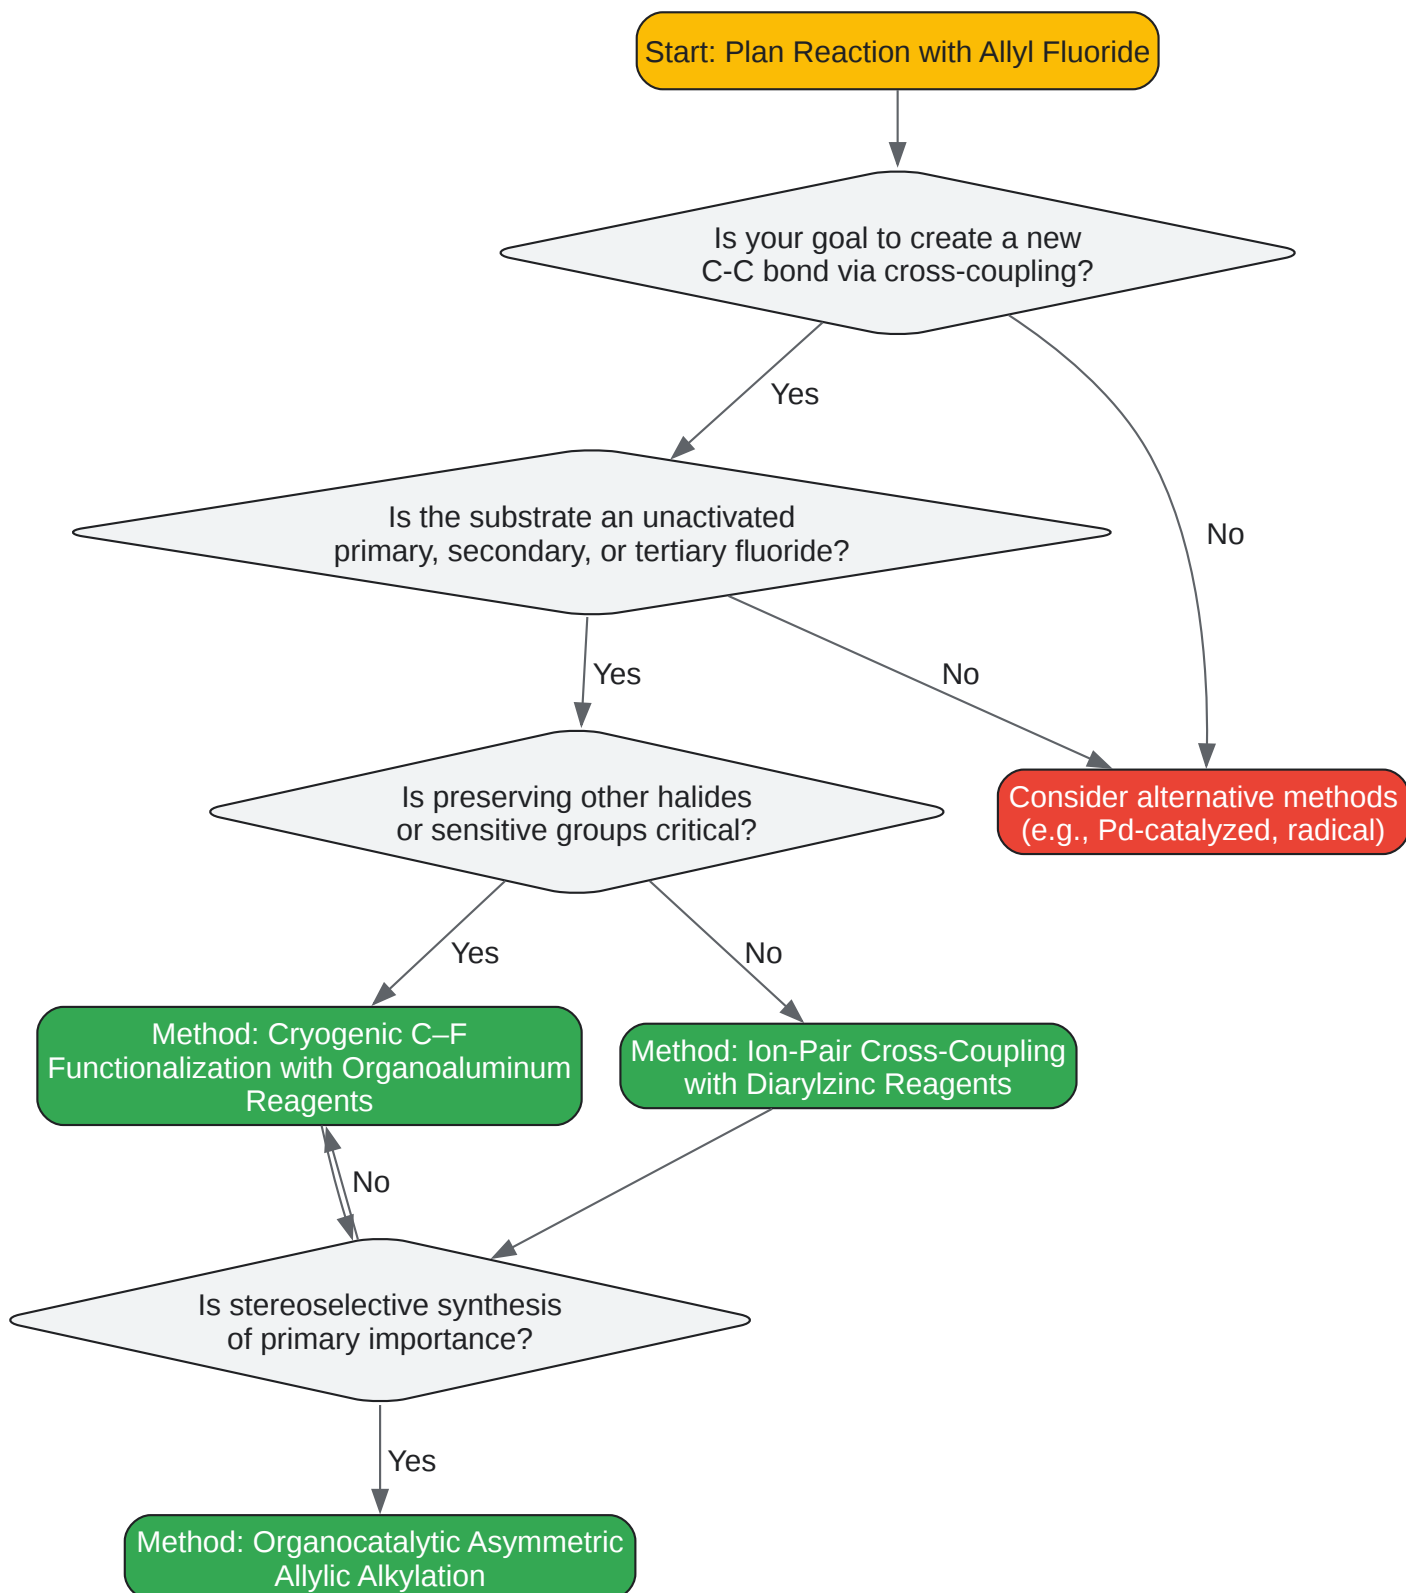 Start: Plan Reaction with Allyl Fluoride
Is your goal to create a new
C-C bond via cross-coupling?
Yes
No
Is the substrate an unactivated
primary, secondary, or tertiary fluoride?
Yes
No
Is preserving other halides
or sensitive groups critical?
Consider alternative methods
(e.g., Pd-catalyzed, radical)
Yes
No
Method: Cryogenic C–F
Functionalization with Organoaluminum
Reagents
Method: Ion-Pair Cross-Coupling
with Diarylzinc Reagents
No
Is stereoselective synthesis
of primary importance?
Yes
Method: Organocatalytic Asymmetric
Allylic Alkylation